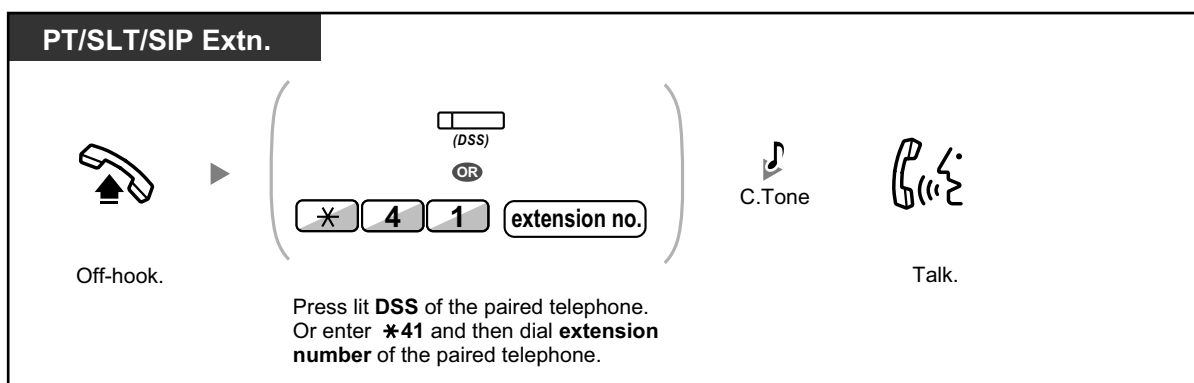 PT/SLT/SIP Extn.
(DSS)
OR
✳ 4 1 extension no.
C.Tone
Off-hook.
Talk.
Press lit DSS of the paired telephone.
Or enter ✳41 and then dial extension
number of the paired telephone.